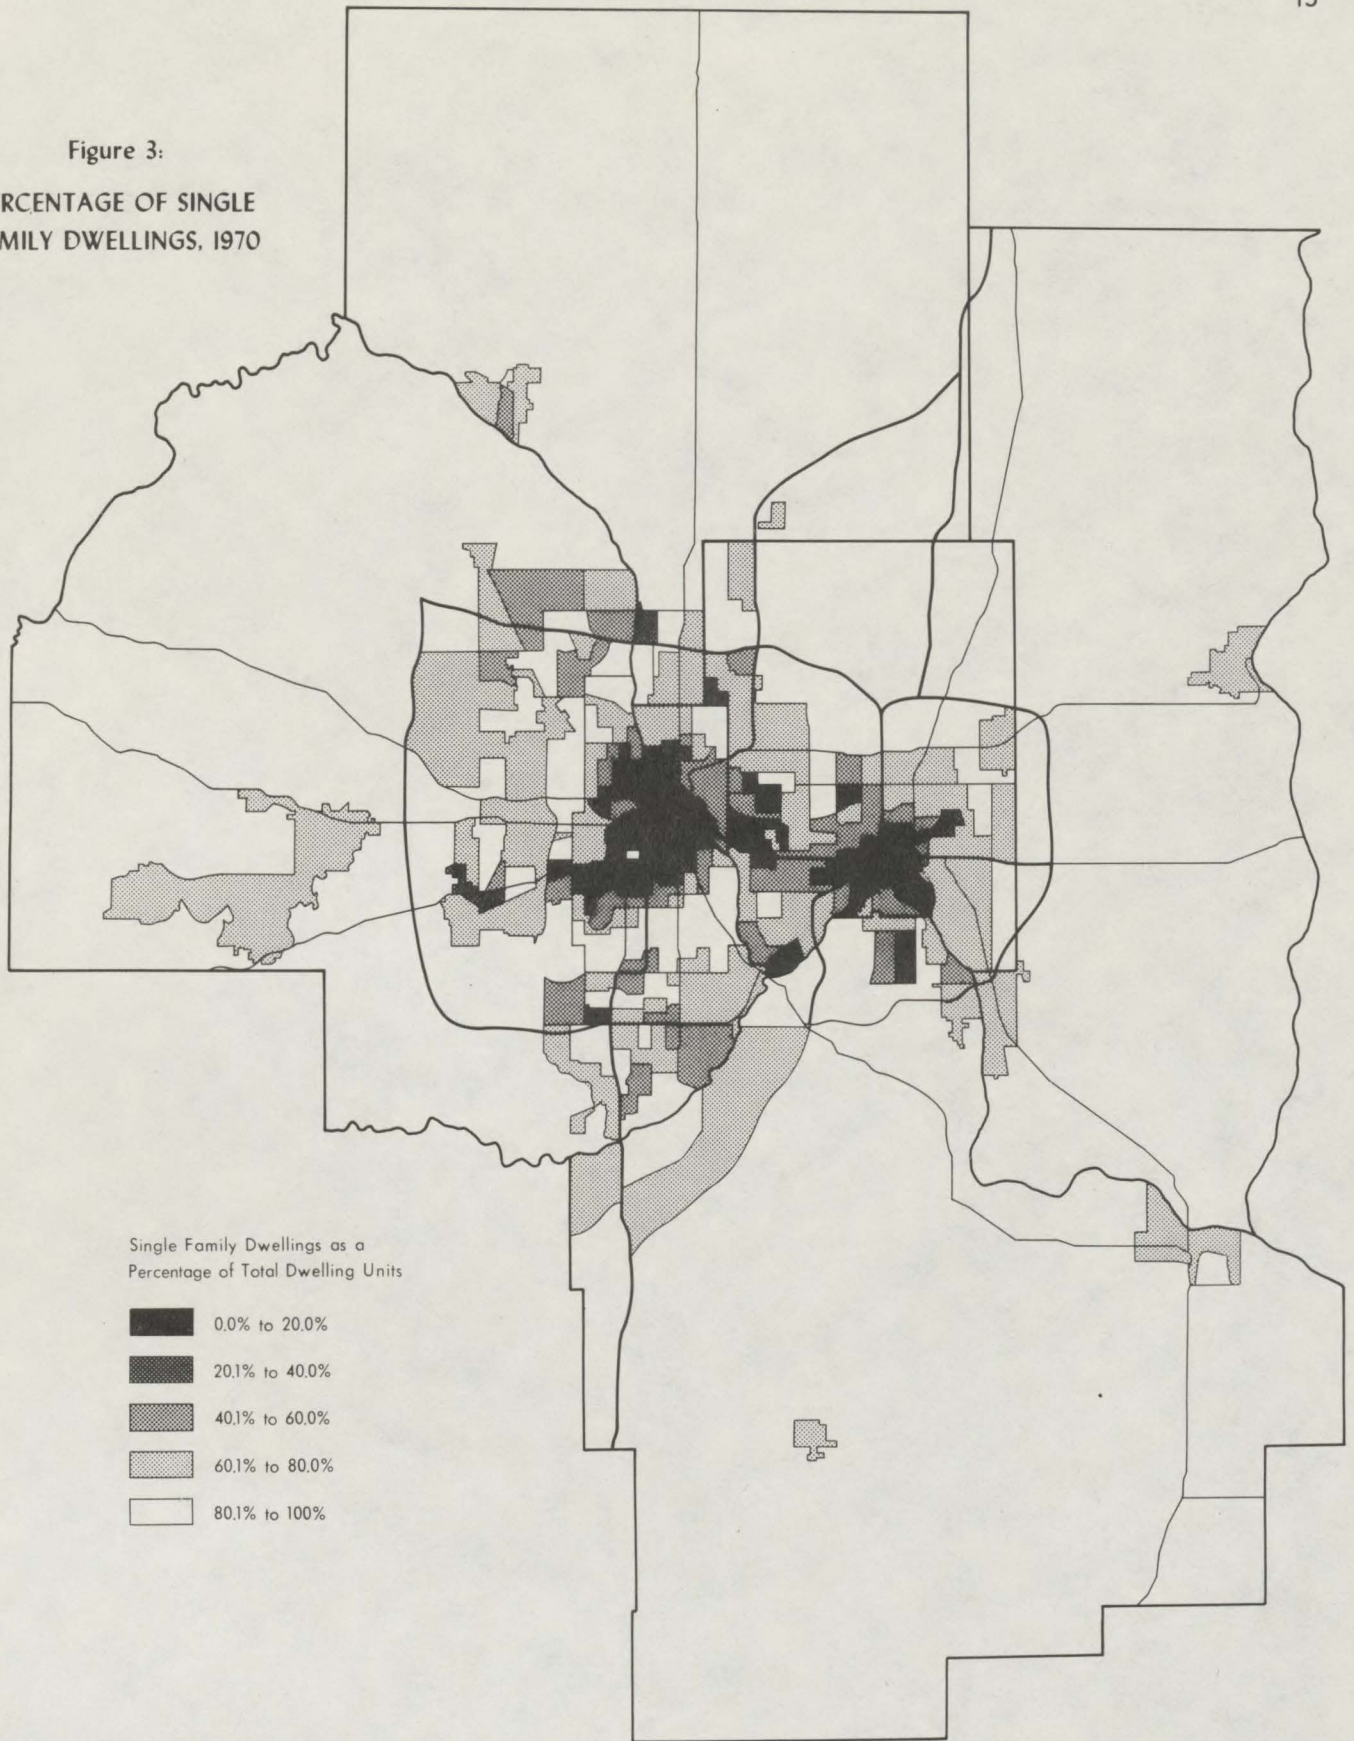 Figure 3:
RCENTAGE OF SINGLE
MILY DWELLINGS, 1970
Single Family Dwellings as a
Percentage of Total Dwelling Units
0.0% to 20.0%
20.1% to 40.0%
40.1% to 60.0%
60.1% to 80.0%
80.1% to 100%